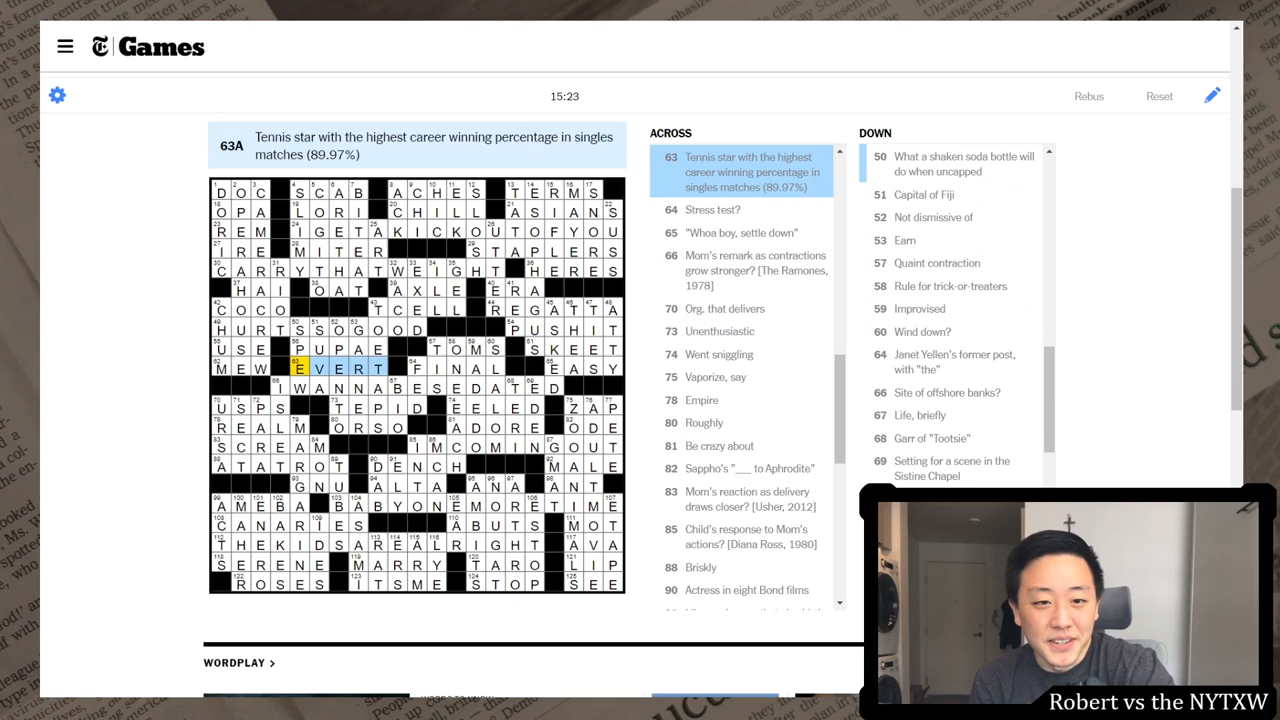 Games
15:23
Rebus
Reset
63A
Tennis star with the highest career winning percentage in singles
matches (89.97%)
DOC SOAB ACHES TERMS
OPA LORI CHILL ASIANS
REM IGETAKICKOUTOFYOU
RE MITER STAPLERS
CARRYTHATWEIGHT HERES
HAI OAT AXLE ERA
COCO TCELL REGATTA
HURTSSOGOOD PUSHIT
USE PUPAE TOMS SKEET
MEW EVERT FINAL EASY
IWANNABESEDATED
USPS TEPID EELED ZAP
REALM ORSO ADORE ODE
SCREAM IMCOMINGOUT
ATATROT DENCH MALE
GNU ALTA ANA ANT
AMEBA BABYONEMORETIME
CANARIES ABUTS MOT
THEKIDSAREALRIGHT AVA
SERENE MARRY TARO LIP
ROSES ITSME STOP SEE
ACROSS
63 Tennis star with the highest
career winning percentage in
singles matches (89.97%)
64 Stress test?
65 "Whoa boy, settle down"
66 Mom's remark as contractions
grow stronger? [The Ramones,
1978]
70 Org. that delivers
73 Unenthusiastic
74 Went sniggling
75 Vaporize, say
78 Empire
80 Roughly
81 Be crazy about
82 Sappho's "___ to Aphrodite"
83 Mom's reaction as delivery
draws closer? [Usher, 2012]
85 Child's response to Mom's
actions? [Diana Ross, 1980]
88 Briskly
90 Actress in eight Bond films
DOWN
50 What a shaken soda bottle will
do when uncapped
51 Capital of Fiji
52 Not dismissive of
53 Earn
57 Quaint contraction
58 Rule for trick-or-treaters
59 Improvised
60 Wind down?
64 Janet Yellen's former post,
with "the"
66 Site of offshore banks?
67 Life, briefly
68 Garr of "Tootsie"
69 Setting for a scene in the
Sistine Chapel
WORDPLAY >
Robert vs the NYTXW